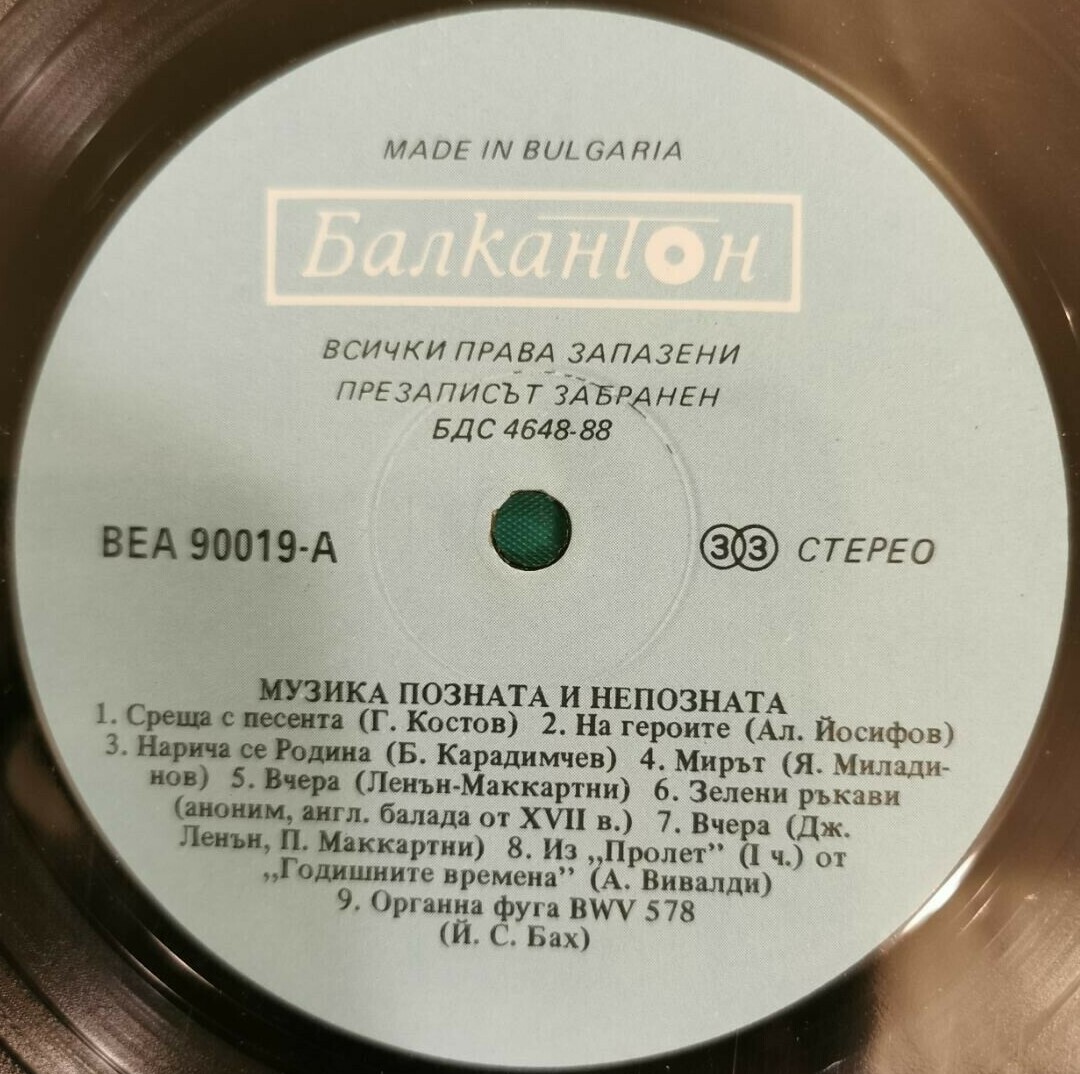 MADE IN BULGARIA
Балкантон
ВСИЧКИ ПРАВА ЗАПАЗЕНИ
ПРЕЗАПИСЪТ ЗАБРАНЕН
БДС 4648-88
ВЕА 90019-А
33 СТЕРЕО
МУЗИКА ПОЗНАТА И НЕПОЗНАТА
1. Среща с песента (Г. Костов) 2. На героите (Ал. Йосифов)
3. Нарича се Родина (Б. Карадимчев) 4. Мирът (Я. Милади-
нов) 5. Вчера (Ленън-Маккартни) 6. Зелени ръкави
(аноним, англ. балада от XVII в.) 7. Вчера (Дж.
Ленън, П. Маккартни) 8. Из „Пролет” (I ч.) от
„Годишните времена” (А. Вивалди)
9. Органна фуга BWV 578
(Й. С. Бах)